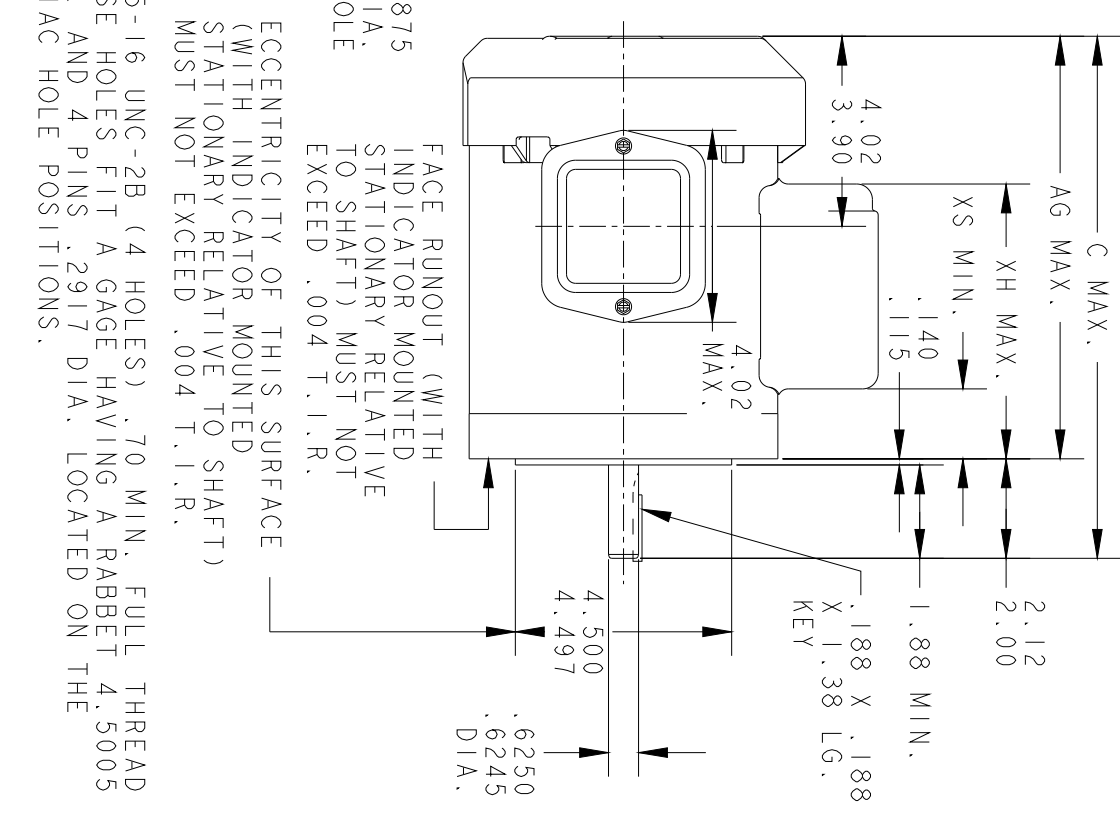 C MAX.
AG MAX.
XH MAX.
XS MIN.
.140
.115
4.02
3.90
2.12
2.00
1.88 MIN.
.188 X .188
X 1.38 LG.
KEY
4.02
MAX.
4.500
4.497
.6250
.6245
DIA.
875
IA.
OLE
FACE RUNOUT (WITH
INDICATOR MOUNTED
STATIONARY RELATIVE
TO SHAFT) MUST NOT
EXCEED .004 T.I.R.
ECCENTRICITY OF THIS SURFACE
(WITH INDICATOR MOUNTED
STATIONARY RELATIVE TO SHAFT)
MUST NOT EXCEED .004 T.I.R.
5-16 UNC-2B (4 HOLES) .70 MIN. FULL THREAD
SE HOLES FIT A GAGE HAVING A RABBET 4.5005
AND 4 PINS .2917 DIA. LOCATED ON THE
AC HOLE POSITIONS.